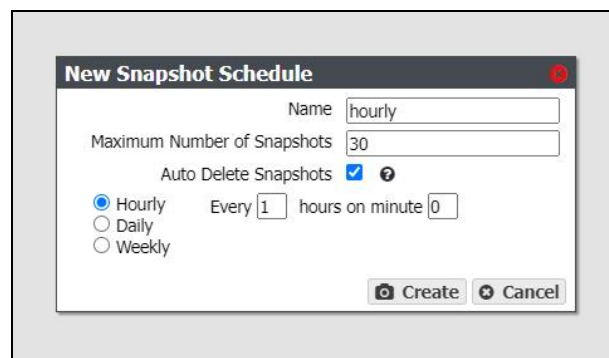 New Snapshot Schedule
Name hourly
Maximum Number of Snapshots 30
Auto Delete Snapshots
Hourly Every 1 hours on minute 0
Daily
Weekly
Create Cancel